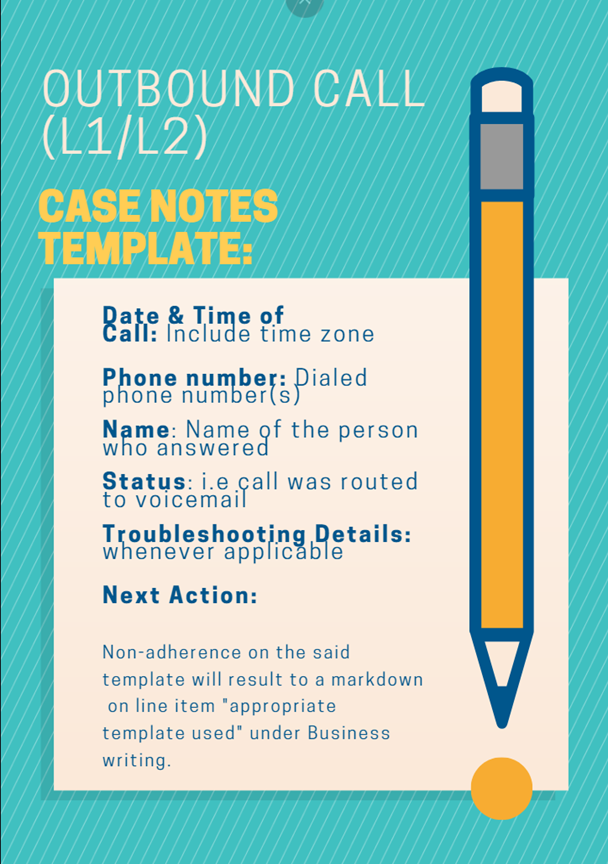 OUTBOUND CALL
(L1/L2)
CASE NOTES
TEMPLATE:
Date & Time of
Call: Include time zone
Phone number: Dialed
phone number(s)
Name: Name of the person
who answered
Status: i.e call was routed
to voicemail
Troubleshooting Details:
whenever applicable
Next Action:
Non-adherence on the said
template will result to a markdown
on line item "appropriate
template used" under Business
writing.